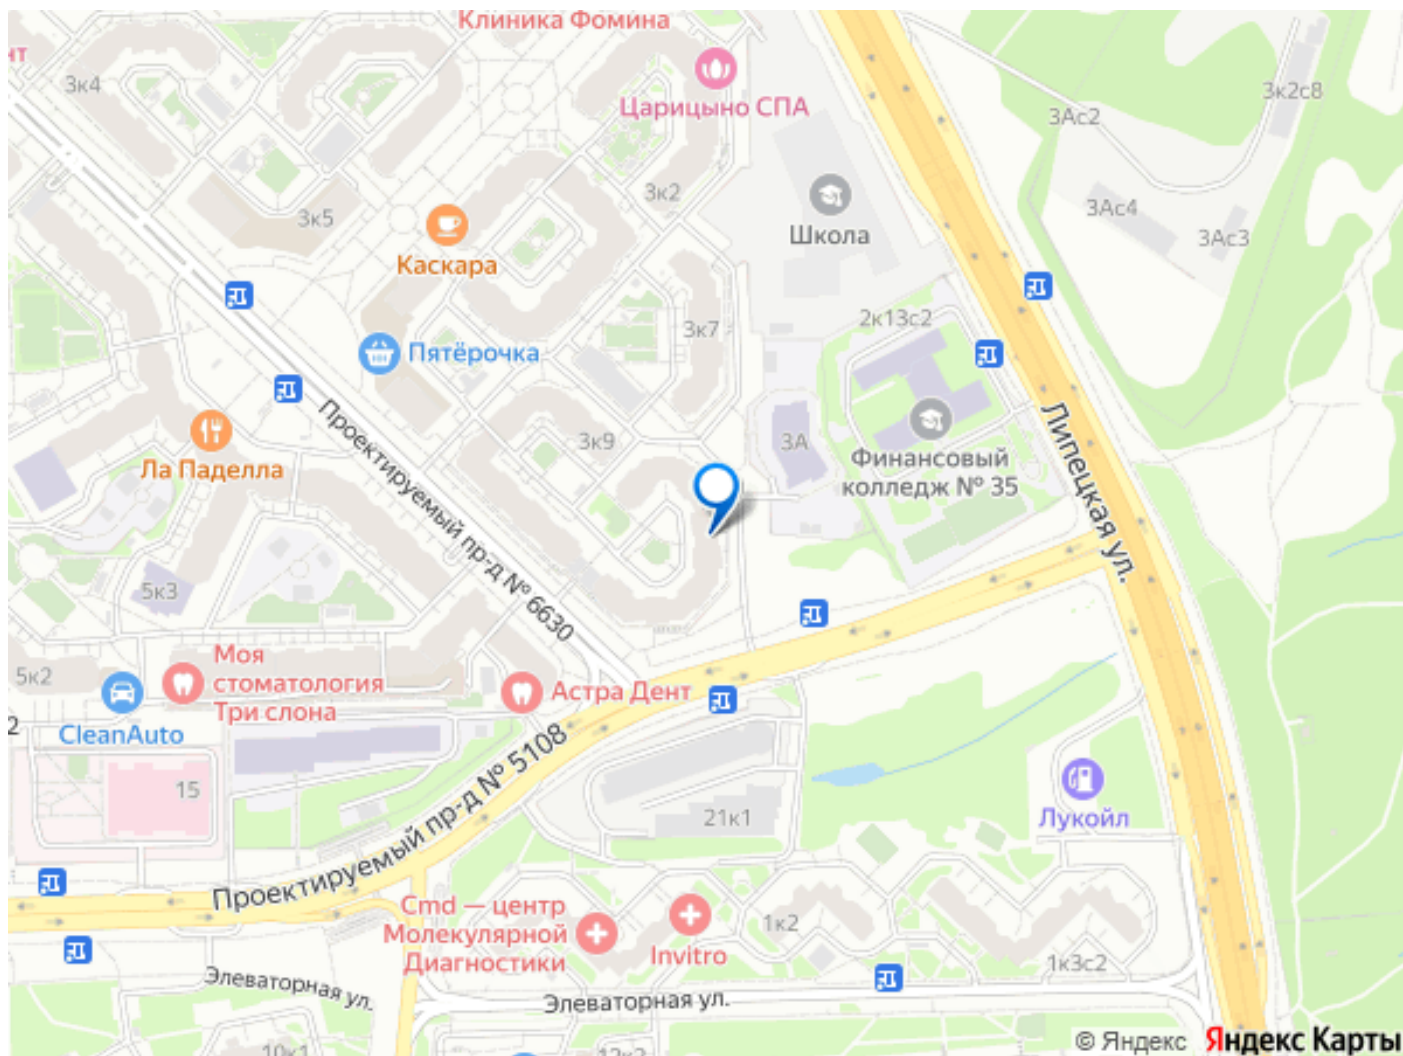 Клиника Фомина
нт
3к4
Царицыно СПА
3к2с8
3Ас2
3к2
3к5
Школа
3Ас4
3Ас3
Каскара
2к13с2
3к7
Пятёрочка
Проектируемый пр-д № 6630
Липецкая ул.
3к9
3А
Ла Паделла
Финансовый
колледж № 35
5к3
Моя
стоматология
Три слона
5к2
Астра Дент
2
CleanAuto
Проектируемый пр-д № 5108
15
21к1
Лукойл
Cmd — центр
Молекулярной
Диагностики
Invitro
1к2
1к3с2
Элеваторная ул.
Элеваторная ул.
10к1
© Яндекс Яндекс Карты